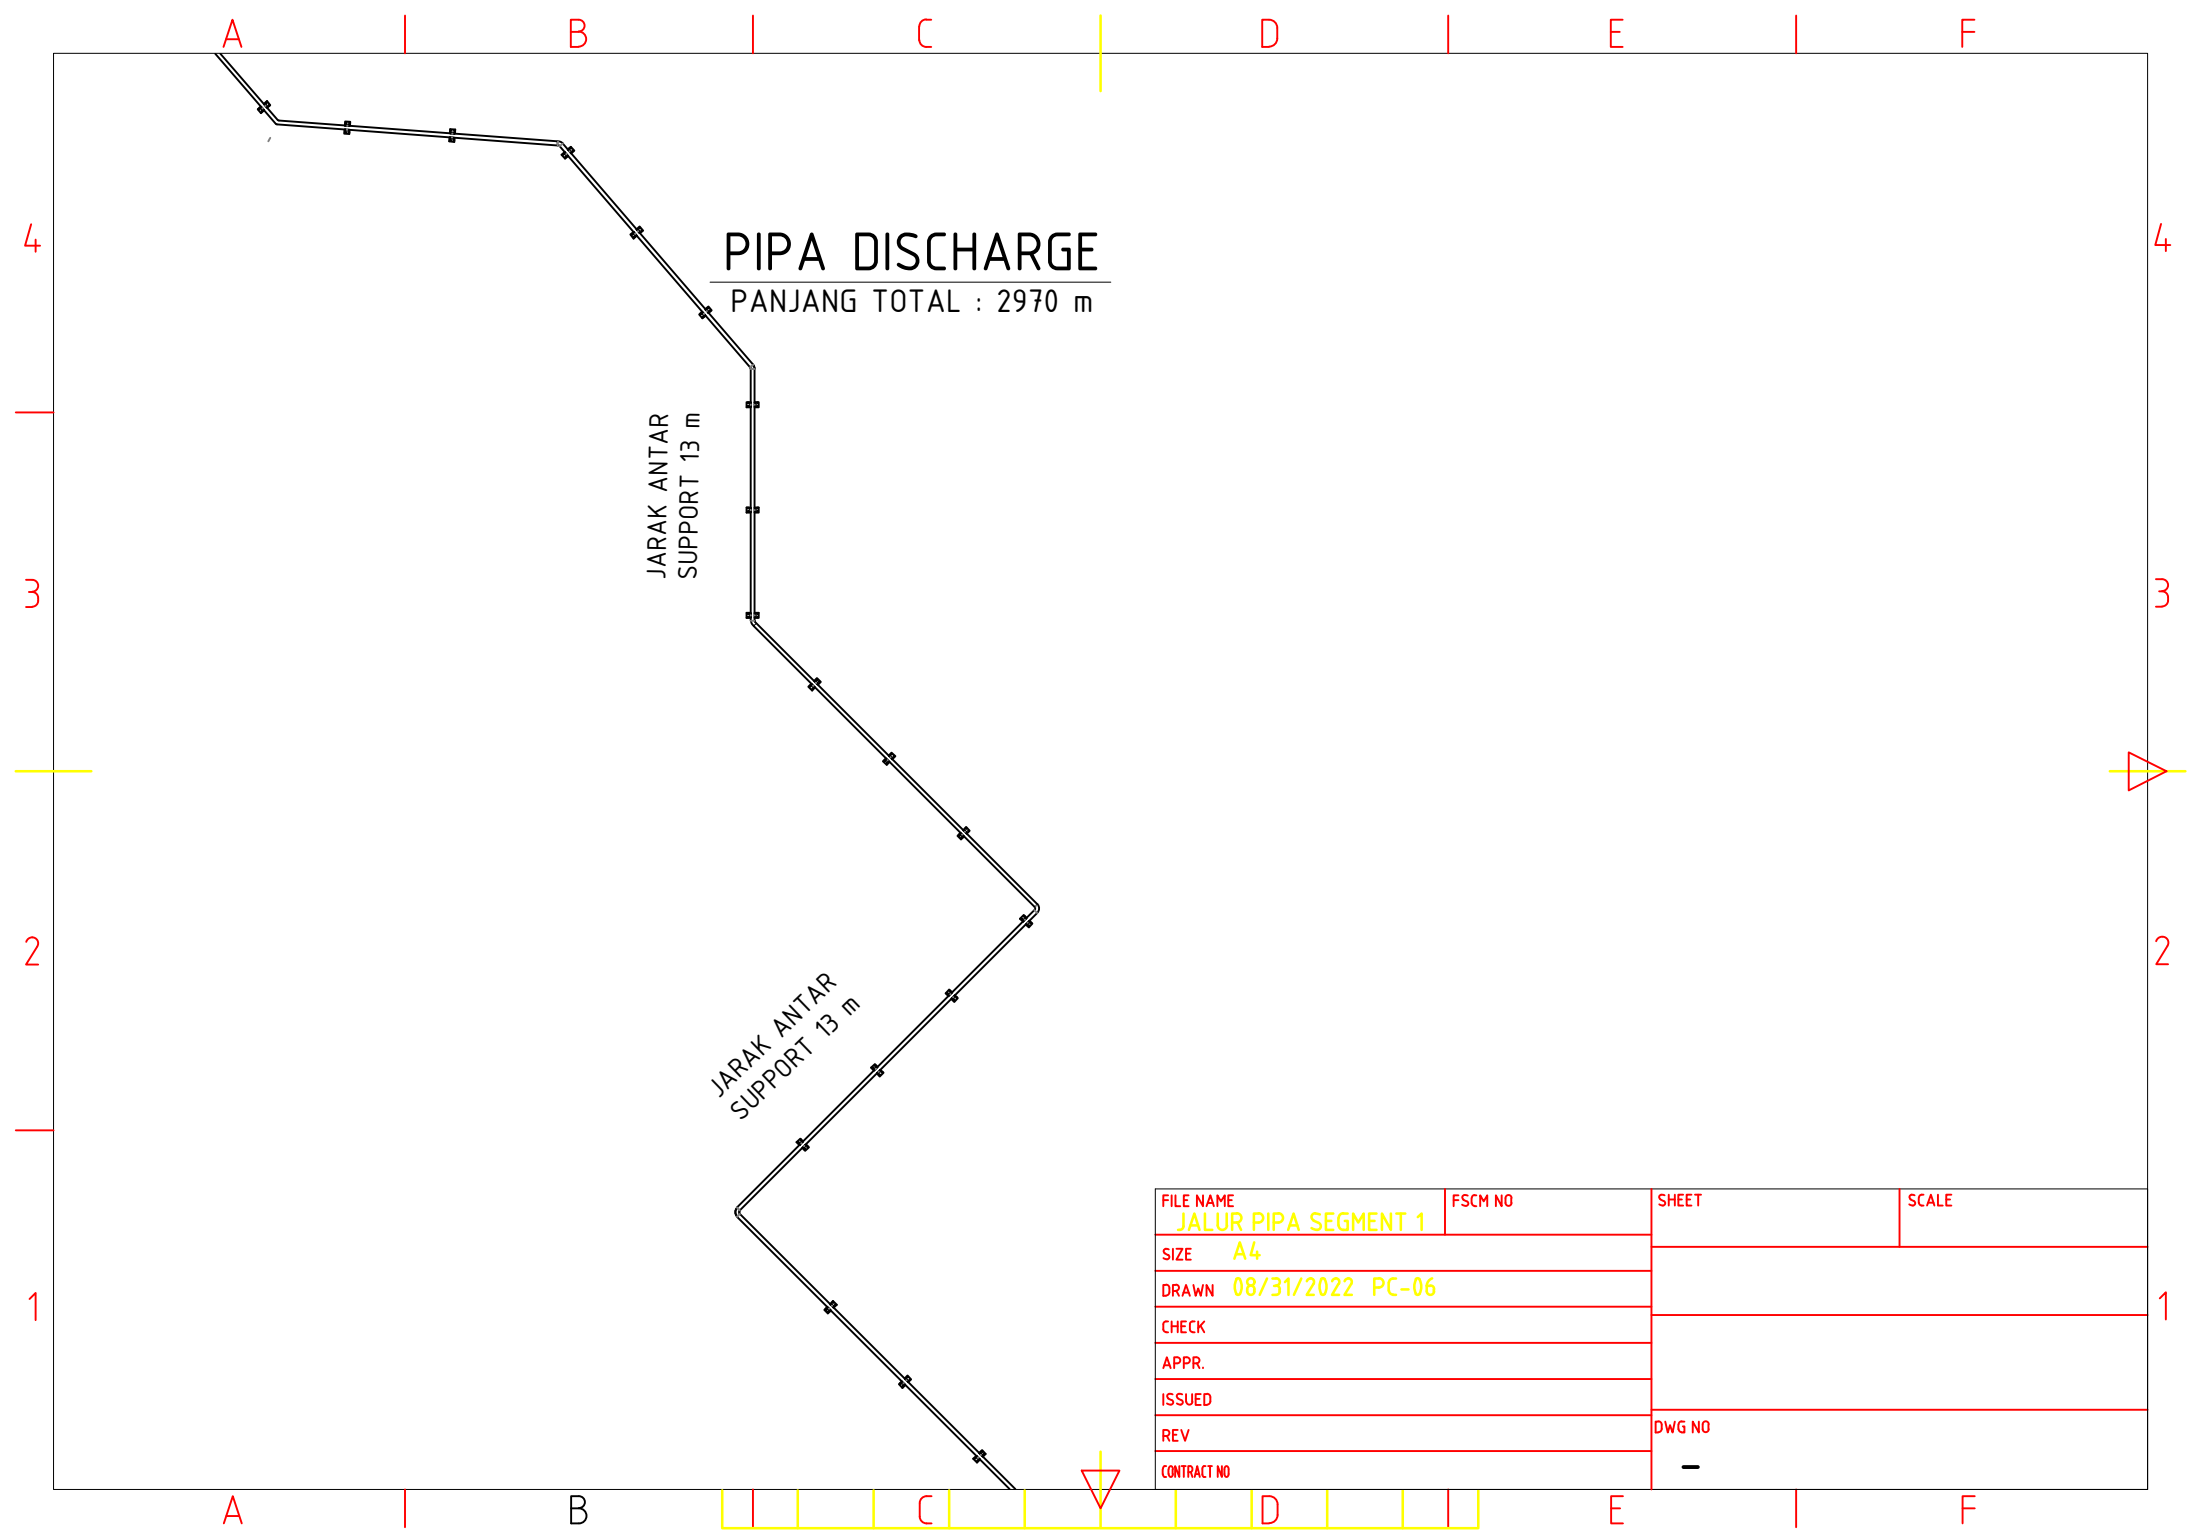 A B C D E F
4 4
PIPA DISCHARGE
PANJANG TOTAL : 2970 m
JARAK ANTAR
SUPPORT 13 m
3 3
2 2
JARAK ANTAR
SUPPORT 13 m
FILE NAME FSCM NO SHEET SCALE
JALUR PIPA SEGMENT 1
SIZE A4
DRAWN 08/31/2022 PC-06
1 1
CHECK
APPR.
ISSUED
REV DWG NO
CONTRACT NO -
A B C D E F